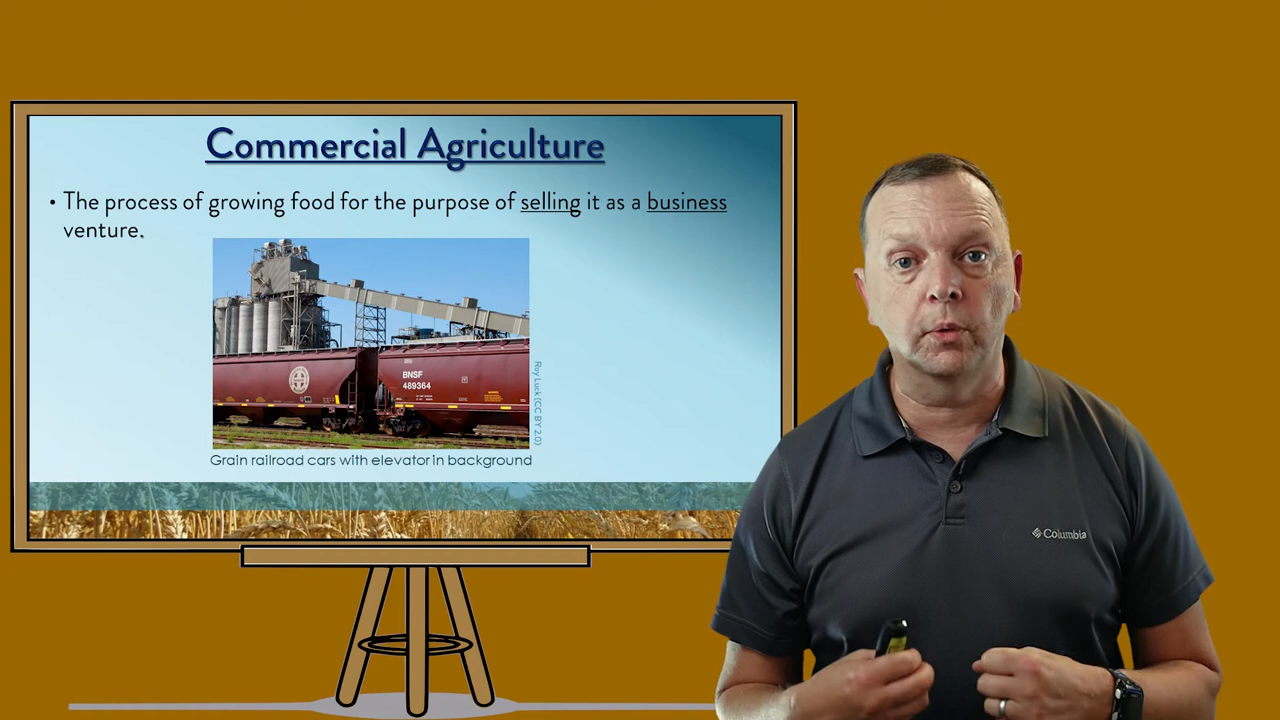 Commercial Agriculture
• The process of growing food for the purpose of selling it as a business
venture.
BNSF
489364
Roy Luck (CC BY 2.0)
Grain railroad cars with elevator in background
Columbia